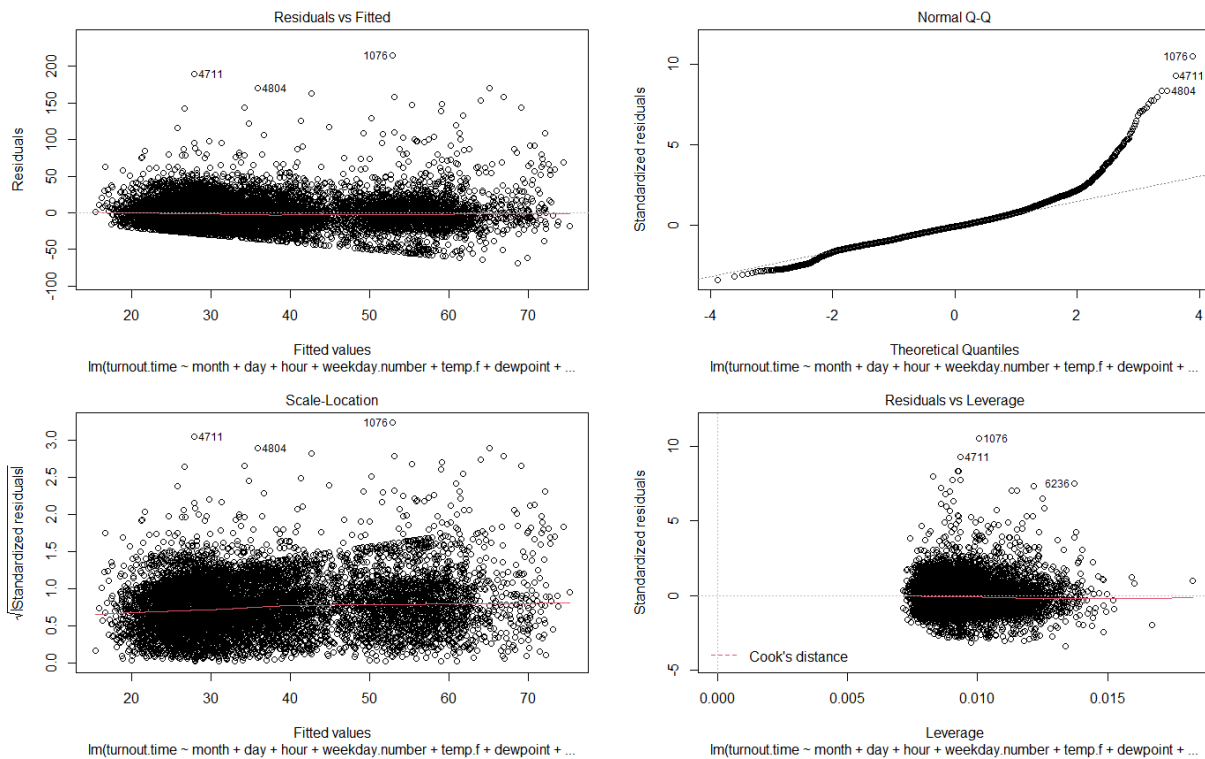 Residuals vs Fitted
Residuals
200
150
100
50
0
-50
-100
1076
4711
4804
20 30 40 50 60 70
Fitted values
lm(turnout.time ~ month + day + hour + weekday.number + temp.f + dewpoint + ...
Normal Q-Q
Standardized residuals
10
5
0
1076
4711
4804
-4 -2 0 2 4
Theoretical Quantiles
lm(turnout.time ~ month + day + hour + weekday.number + temp.f + dewpoint + ...
Scale-Location
√|Standardized residuals|
3.0
2.5
2.0
1.5
1.0
0.5
0.0
1076
4711
4804
20 30 40 50 60 70
Fitted values
lm(turnout.time ~ month + day + hour + weekday.number + temp.f + dewpoint + ...
Residuals vs Leverage
Standardized residuals
10
5
0
-5
1076
4711
6236
Cook's distance
0.000 0.005 0.010 0.015
Leverage
lm(turnout.time ~ month + day + hour + weekday.number + temp.f + dewpoint + ...